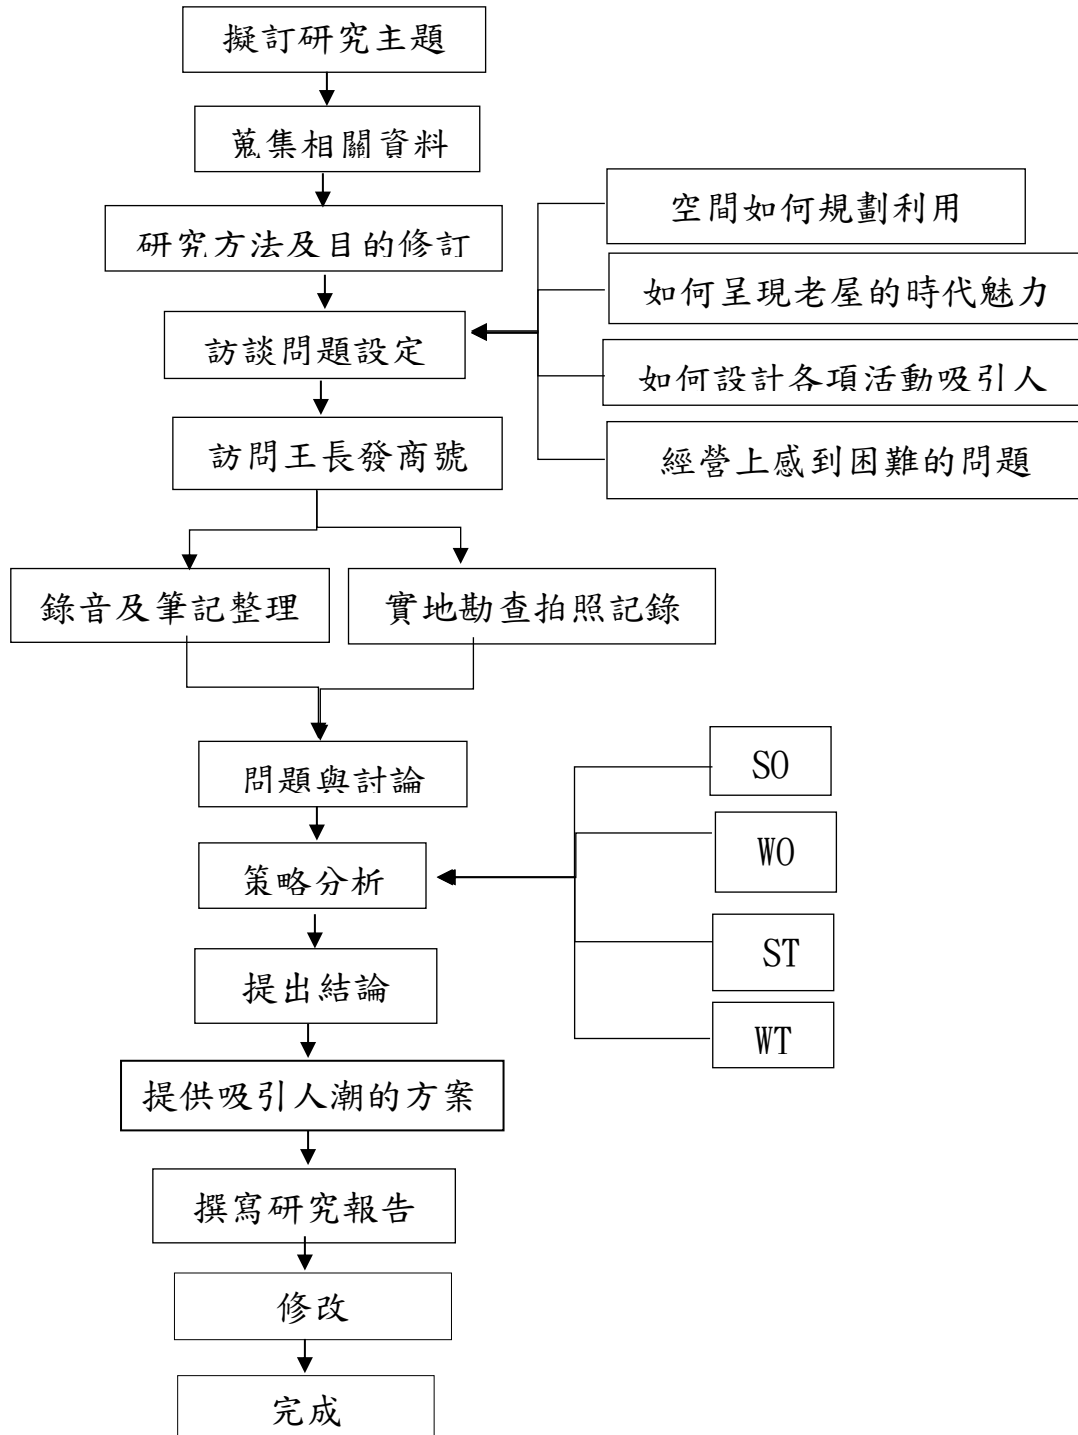 擬訂研究主題
蒐集相關資料
研究方法及目的修訂
訪談問題設定
空間如何規劃利用
如何呈現老屋的時代魅力
如何設計各項活動吸引人
經營上感到困難的問題
訪問王長發商號
錄音及筆記整理
實地勘查拍照記錄
問題與討論
策略分析
SO
WO
ST
WT
提出結論
提供吸引人潮的方案
撰寫研究報告
修改
完成